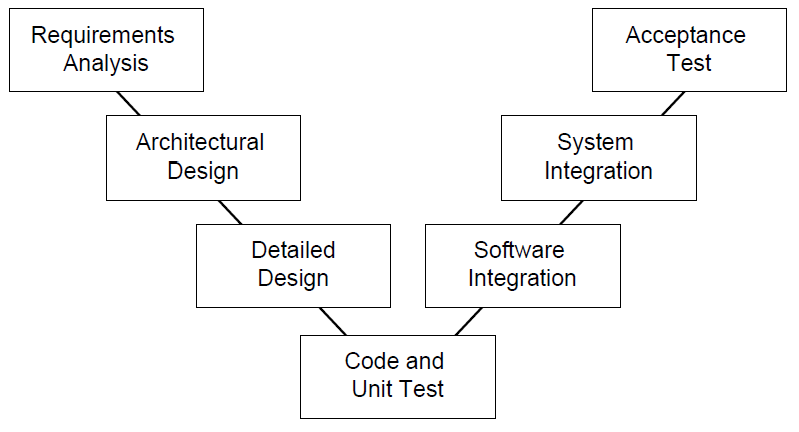 Requirements
Analysis
Acceptance
Test
Architectural
Design
System
Integration
Detailed
Design
Software
Integration
Code and
Unit Test